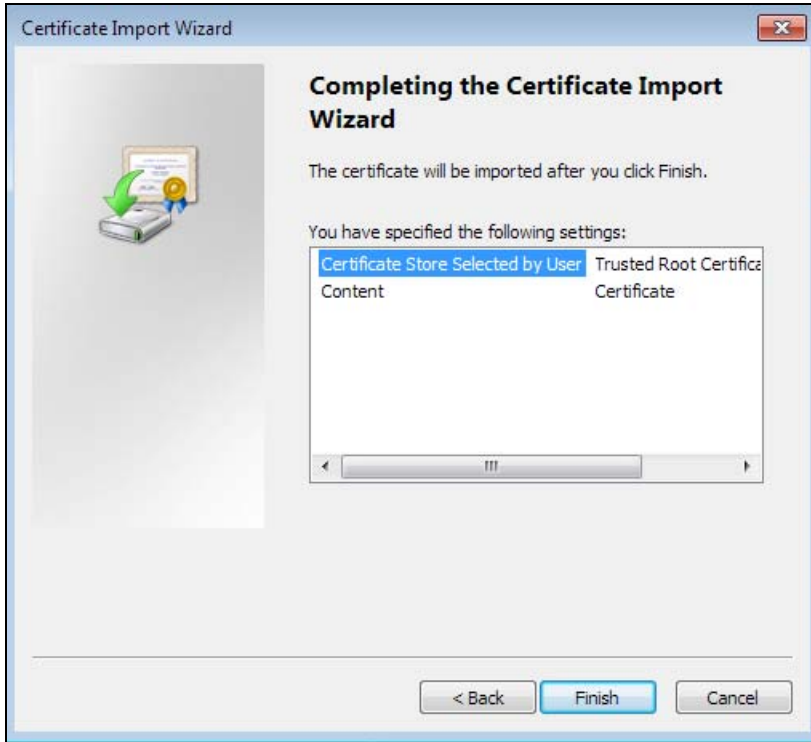 Certificate Import Wizard
Completing the Certificate Import
Wizard
The certificate will be imported after you click Finish.
You have specified the following settings:
Certificate Store Selected by User Trusted Root Certifica
Content Certificate
< Back Finish Cancel